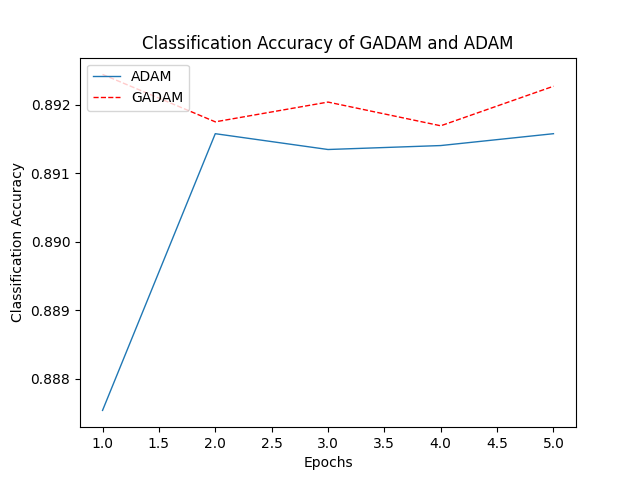 Classification Accuracy of GADAM and ADAM
ADAM
GADAM
0.892
0.891
0.890
0.889
0.888
Classification Accuracy
1.0 1.5 2.0 2.5 3.0 3.5 4.0 4.5 5.0
Epochs